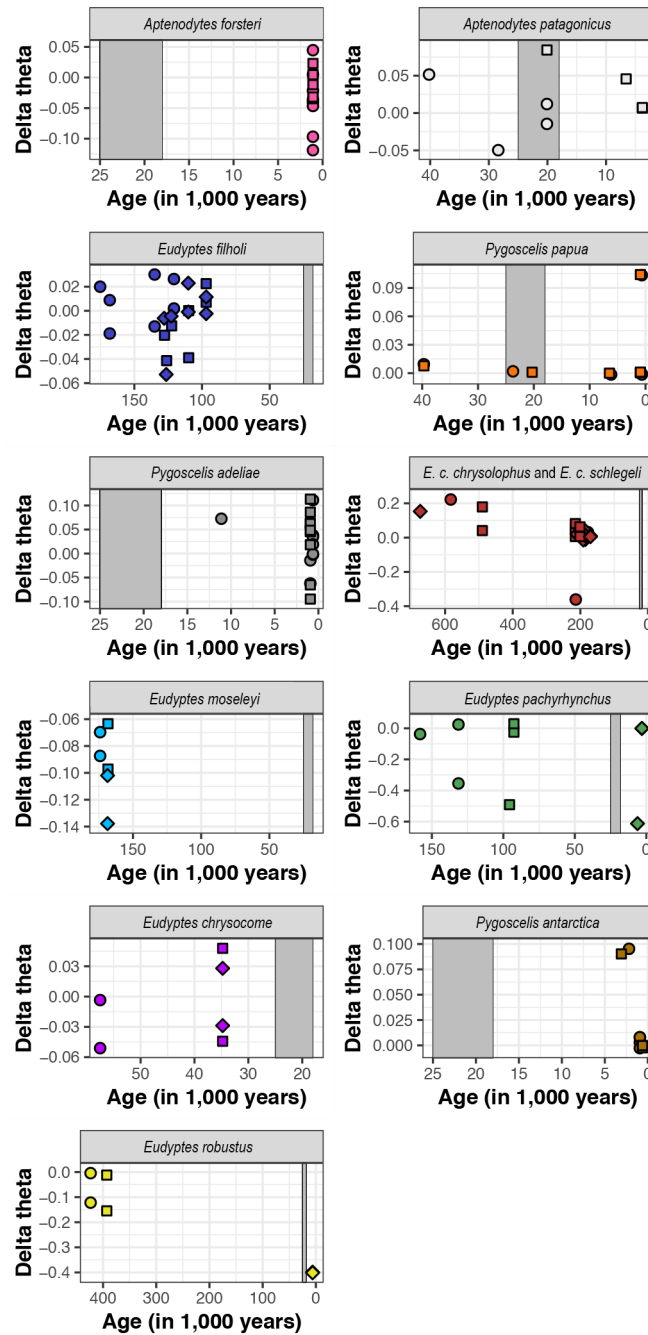 Aptenodytes forsteri
Delta theta
0.05
0.00
−0.05
−0.10
25 20 15 10 5 0
Age (in 1,000 years)
Aptenodytes patagonicus
Delta theta
0.05
0.00
−0.05
40 30 20 10
Age (in 1,000 years)
Eudyptes filholi
Delta theta
0.02
0.00
−0.02
−0.04
−0.06
150 100 50
Age (in 1,000 years)
Pygoscelis papua
Delta theta
0.09
0.06
0.03
0.00
40 30 20 10 0
Age (in 1,000 years)
Pygoscelis adeliae
Delta theta
0.10
0.05
0.00
−0.05
−0.10
25 20 15 10 5 0
Age (in 1,000 years)
E. c. chrysolophus and E. c. schlegeli
Delta theta
0.2
0.0
−0.2
−0.4
600 400 200 0
Age (in 1,000 years)
Eudyptes moseleyi
Delta theta
−0.06
−0.08
−0.10
−0.12
−0.14
150 100 50
Age (in 1,000 years)
Eudyptes pachyrhynchus
Delta theta
0.0
−0.2
−0.4
−0.6
150 100 50 0
Age (in 1,000 years)
Eudyptes chrysocome
Delta theta
0.03
0.00
−0.03
−0.06
50 40 30 20
Age (in 1,000 years)
Pygoscelis antarctica
Delta theta
0.100
0.075
0.050
0.025
0.000
25 20 15 10 5 0
Age (in 1,000 years)
Eudyptes robustus
Delta theta
0.0
−0.1
−0.2
−0.3
−0.4
400 300 200 100 0
Age (in 1,000 years)